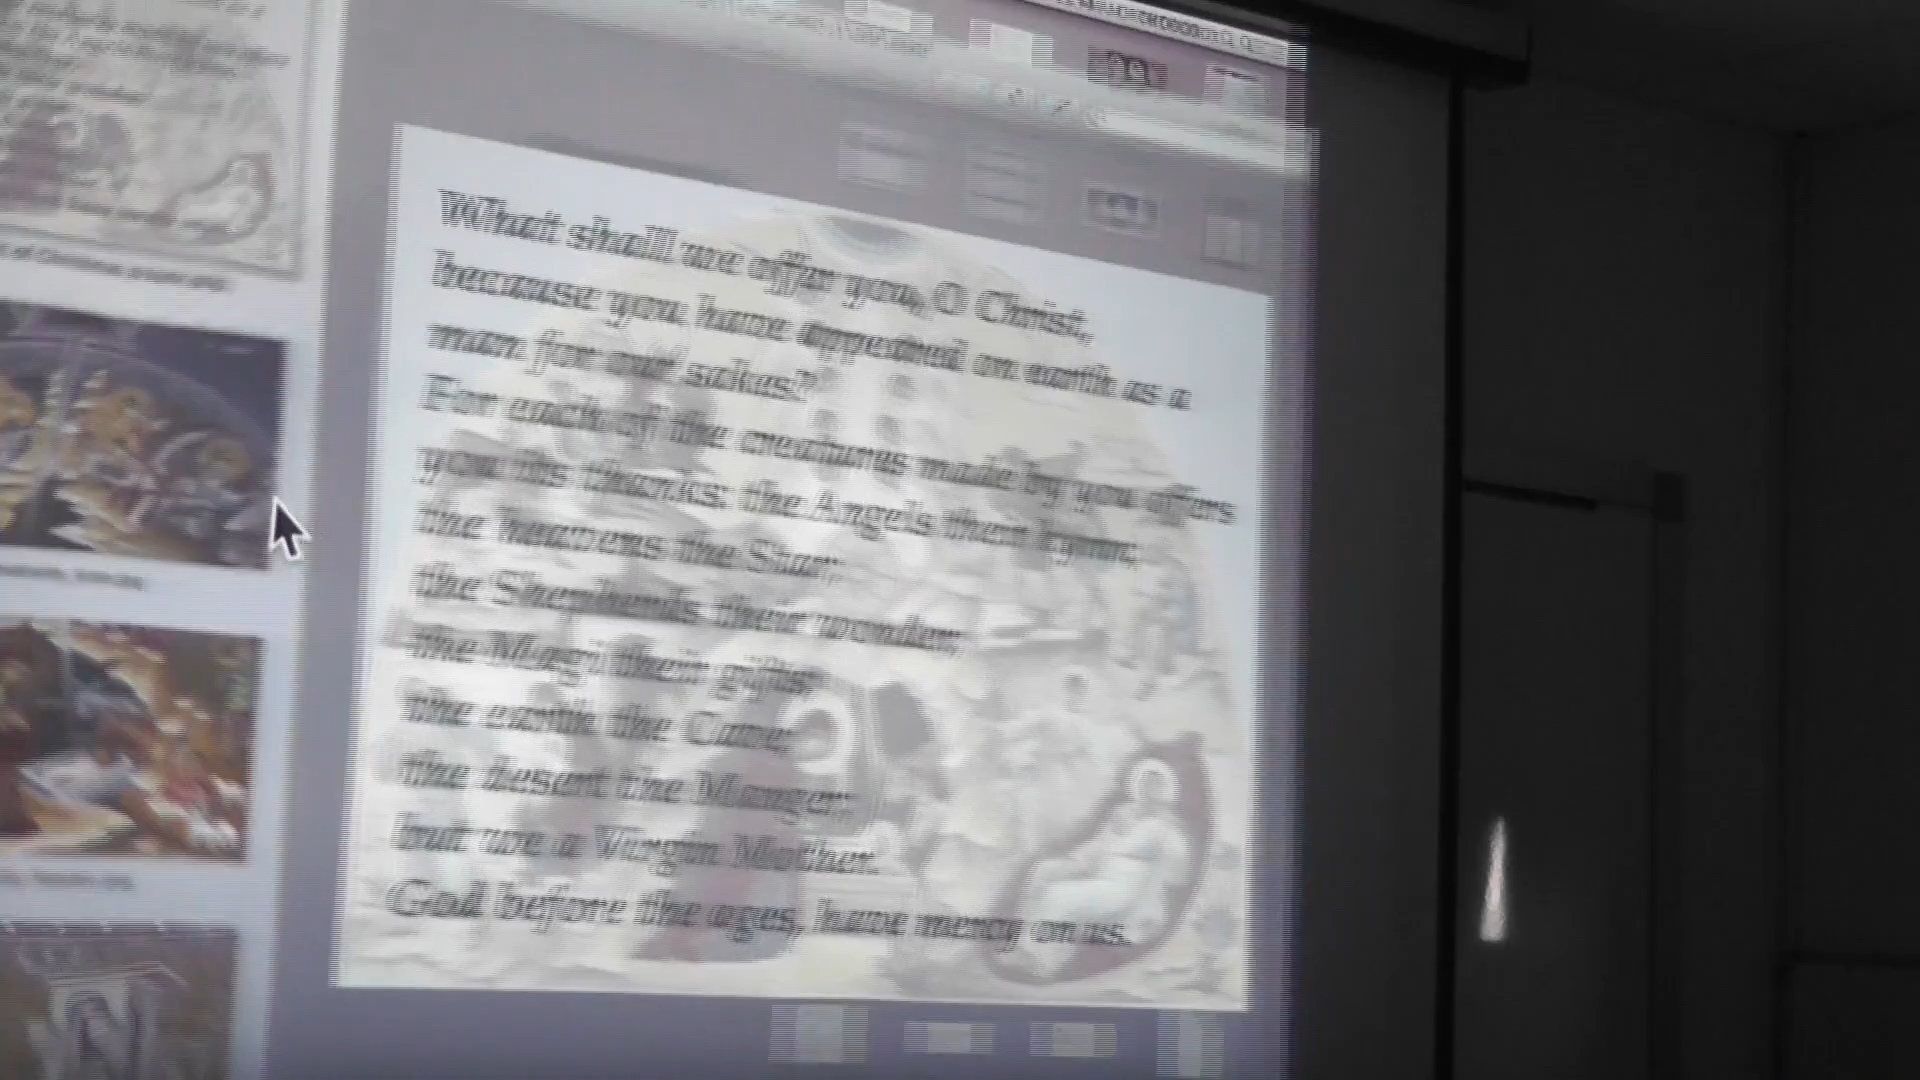 What shall we offer you, O Christ,
because you have appeared on earth as a
man for our sakes?
For each of the creatures made by you offers
you its thanks: the Angels their hymn;
the heavens the Star;
the Shepherds their wonder;
the Magi their gifts;
the earth the Cave;
the desert the Manger;
but we a Virgin Mother.
God before the ages, have mercy on us.